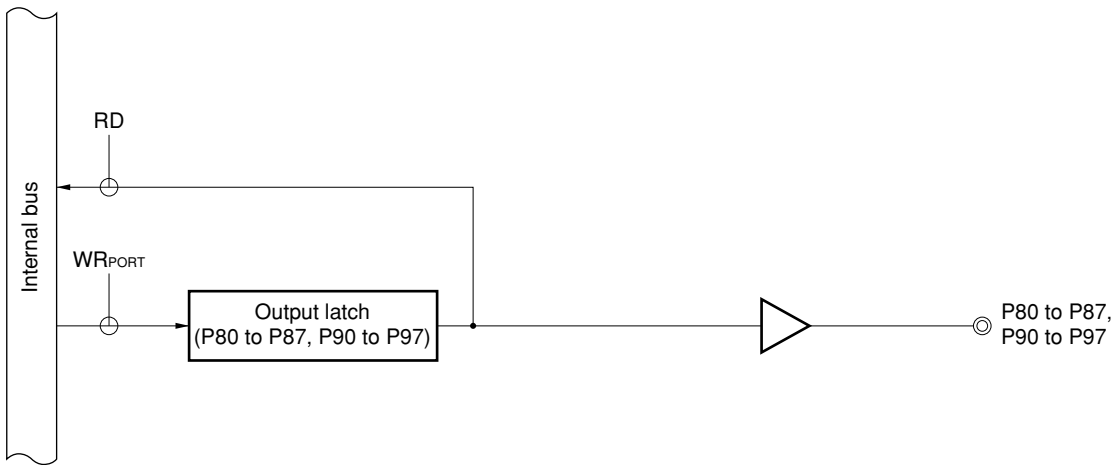 RD
Internal bus
WRPORT
Output latch
(P80 to P87, P90 to P97)
P80 to P87,
P90 to P97